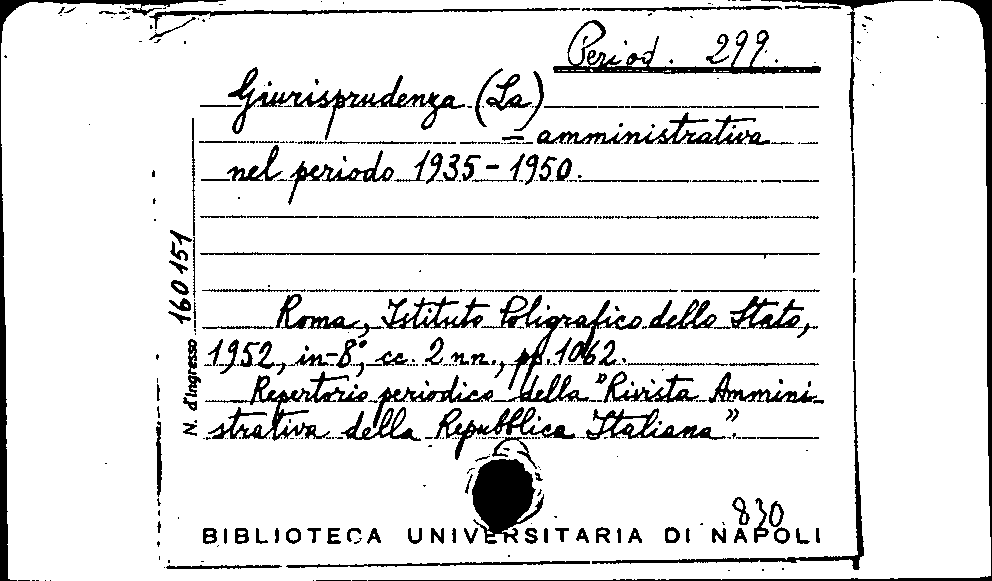 Period. 299.
Giurisprudenza (La)
— amministrativa
nel periodo 1935-1950.
N. d'Ingresso 160151
Roma, Istituto Poligrafico dello Stato,
1952, in-8°, cc. 2 nn., pp. 1062.
Repertorio periodico della "Rivista Ammini-
strativa della Repubblica Italiana".
830
BIBLIOTECA UNIVERSITARIA DI NAPOLI